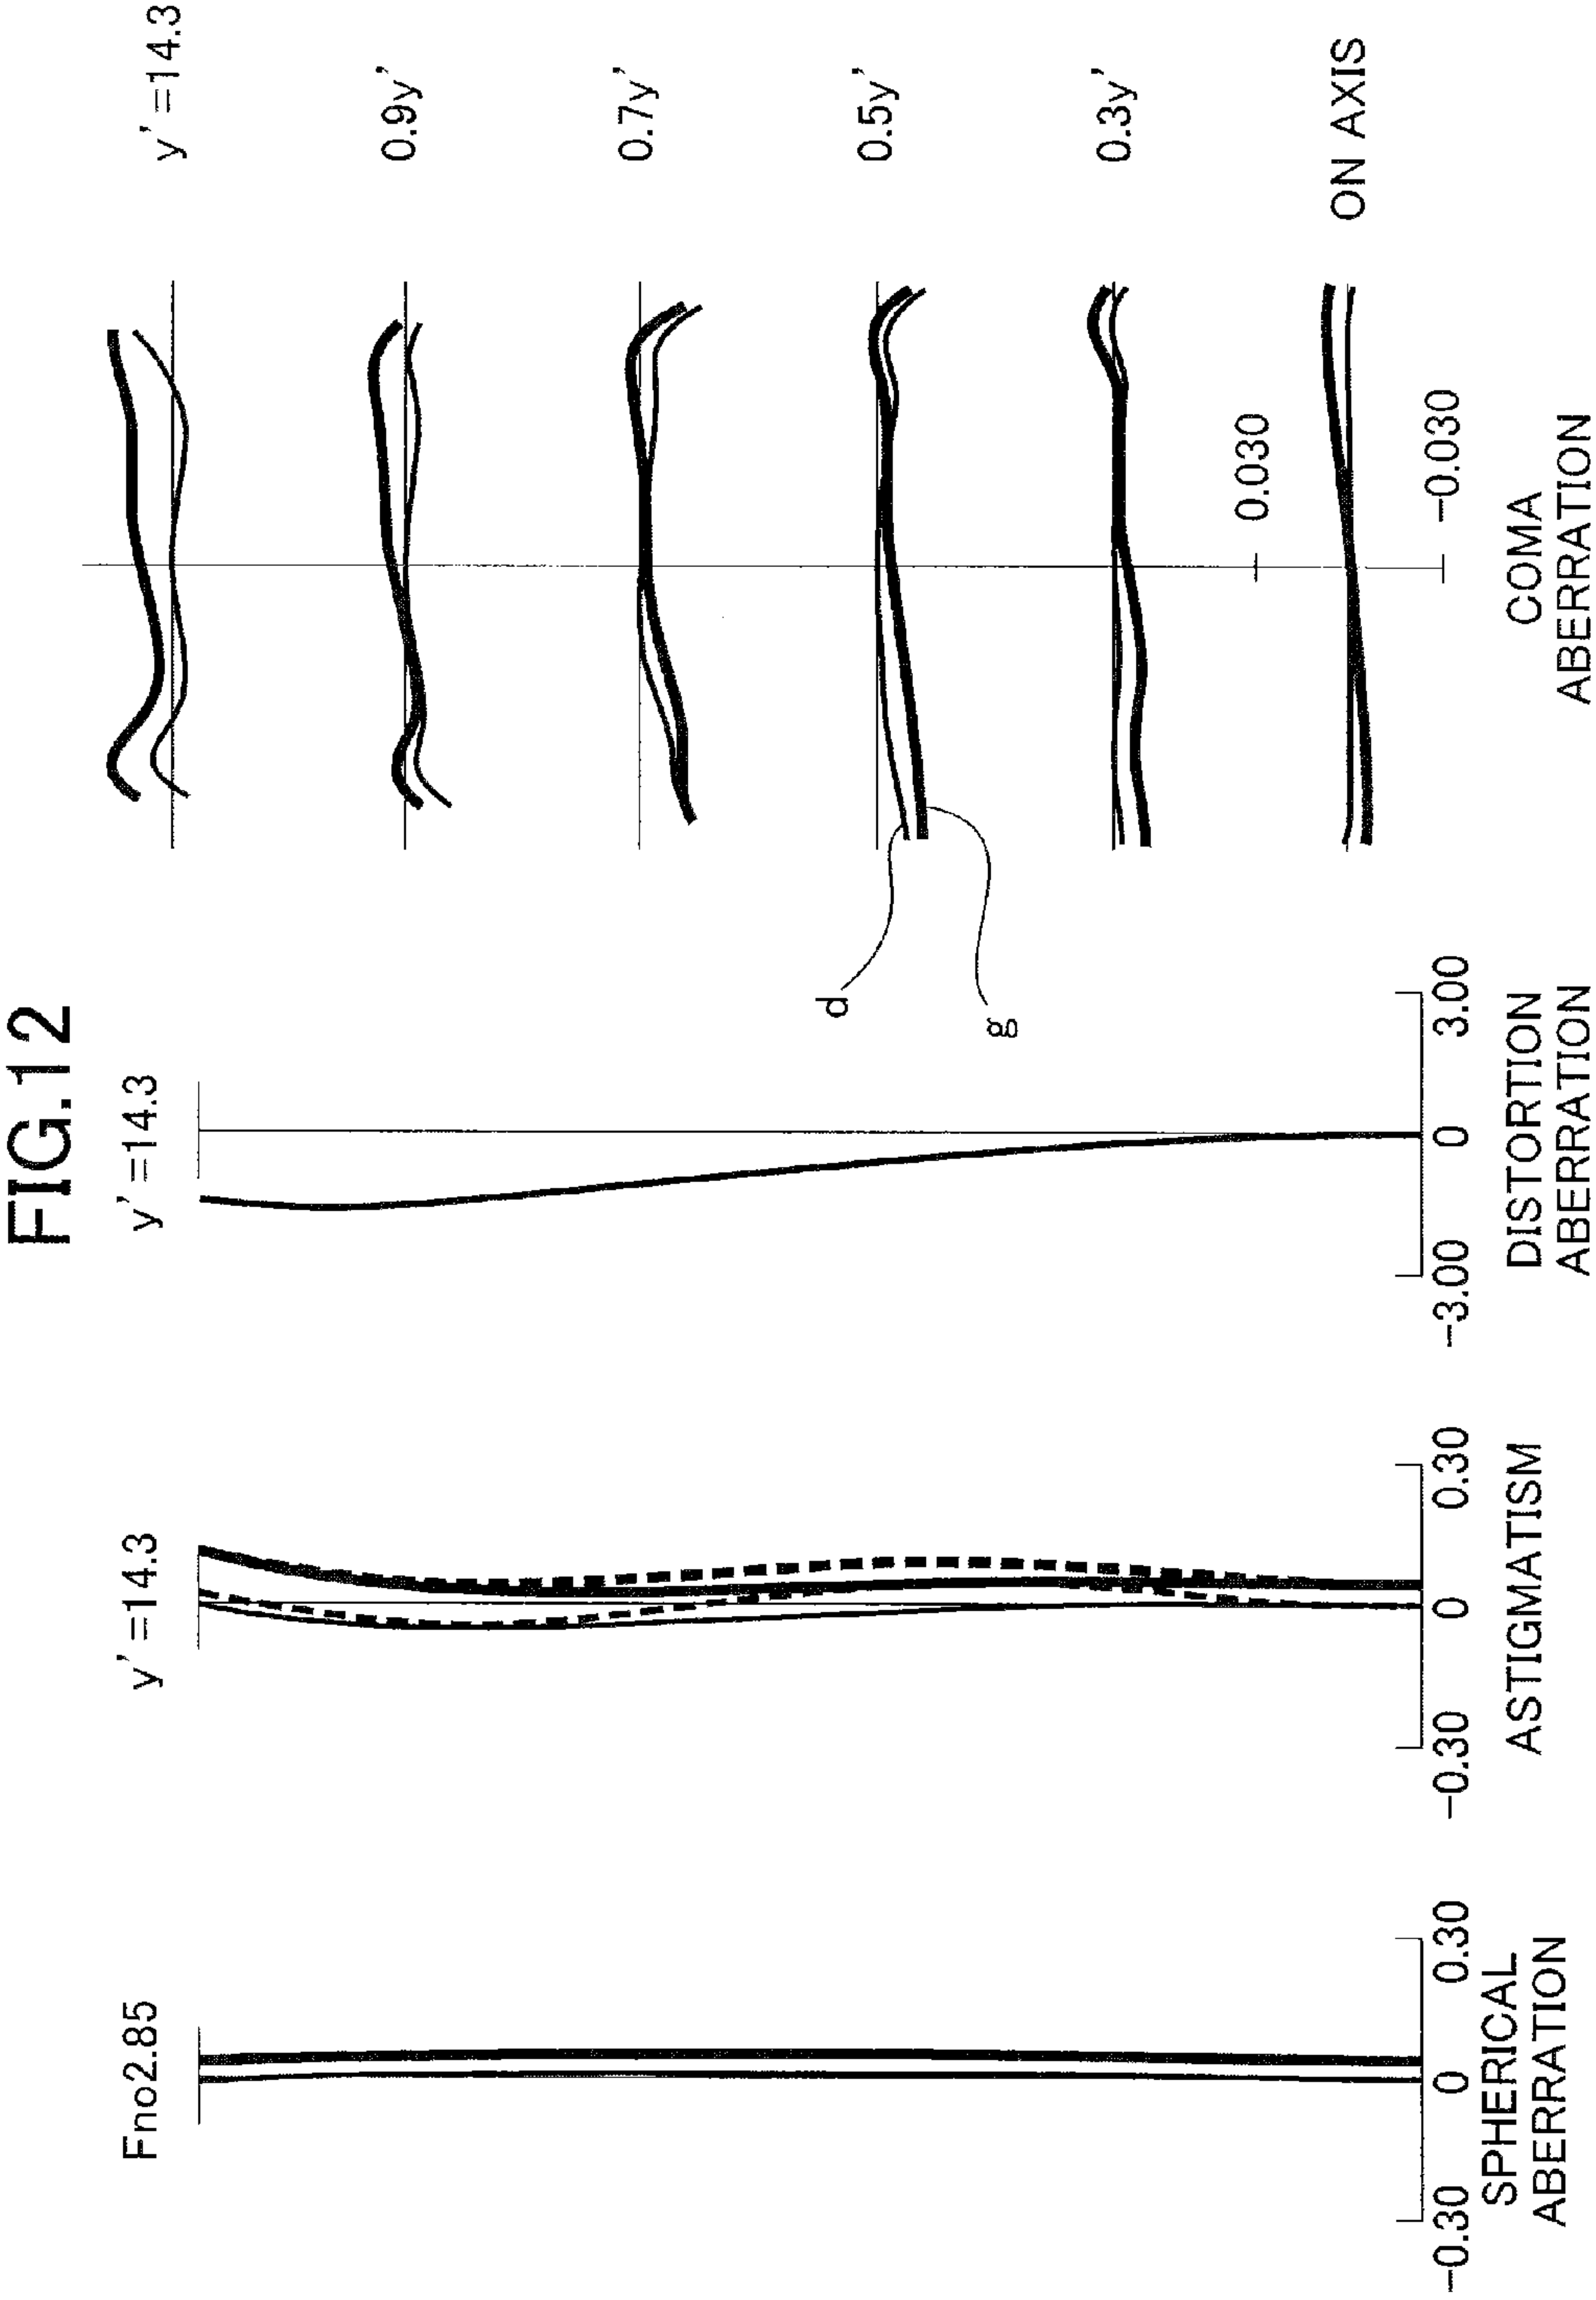 FIG.12
Fno2.85
-0.30 0 0.30
SPHERICAL
ABERRATION
y'=14.3
-0.30 0 0.30
ASTIGMATISM
y'=14.3
-3.00 0 3.00
DISTORTION
ABERRATION
y'=14.3
0.9y'
0.7y'
0.5y'
d
g
0.3y'
0.030
ON AXIS
-0.030
COMA
ABERRATION